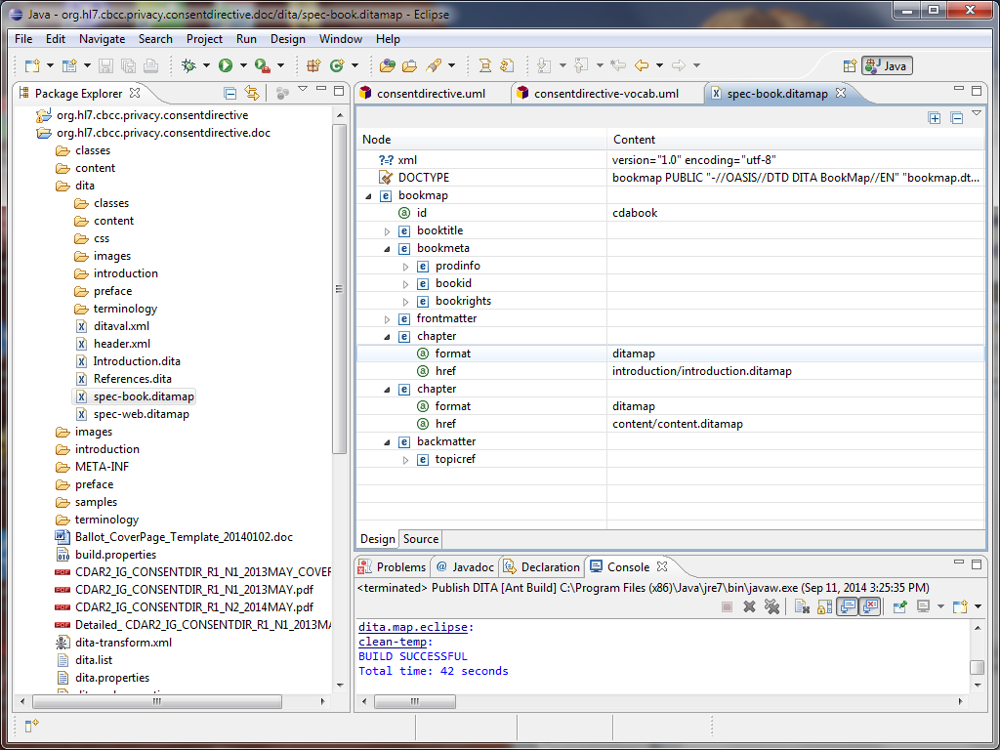 Java - org.hl7.cbcc.privacy.consentdirective.doc/dita/spec-book.ditamap - Eclipse
File Edit Navigate Search Project Run Design Window Help
Java
Package Explorer
org.hl7.cbcc.privacy.consentdirective
org.hl7.cbcc.privacy.consentdirective.doc
classes
content
dita
classes
content
css
images
introduction
preface
terminology
ditaval.xml
header.xml
Introduction.dita
References.dita
spec-book.ditamap
spec-web.ditamap
images
introduction
META-INF
preface
samples
terminology
Ballot_CoverPage_Template_20140102.doc
build.properties
CDAR2_IG_CONSENTDIR_R1_N1_2013MAY_COVER
CDAR2_IG_CONSENTDIR_R1_N1_2013MAY.pdf
CDAR2_IG_CONSENTDIR_R1_N2_2014MAY.pdf
Detailed_CDAR2_IG_CONSENTDIR_R1_N1_2013MA
dita-transform.xml
dita.list
dita.properties
consentdirective.uml consentdirective-vocab.uml spec-book.ditamap
Node Content
?=? xml version="1.0" encoding="utf-8"
DOCTYPE bookmap PUBLIC "-//OASIS//DTD DITA BookMap//EN" "bookmap.dt...
e bookmap
a id cdabook
e booktitle
e bookmeta
e prodinfo
e bookid
e bookrights
e frontmatter
e chapter
a format ditamap
a href introduction/introduction.ditamap
e chapter
a format ditamap
a href content/content.ditamap
e backmatter
e topicref
Design Source
Problems @ Javadoc Declaration Console
<terminated> Publish DITA [Ant Build] C:\Program Files (x86)\Java\jre7\bin\javaw.exe (Sep 11, 2014 3:25:35 PM)
dita.map.eclipse:
clean-temp:
BUILD SUCCESSFUL
Total time: 42 seconds